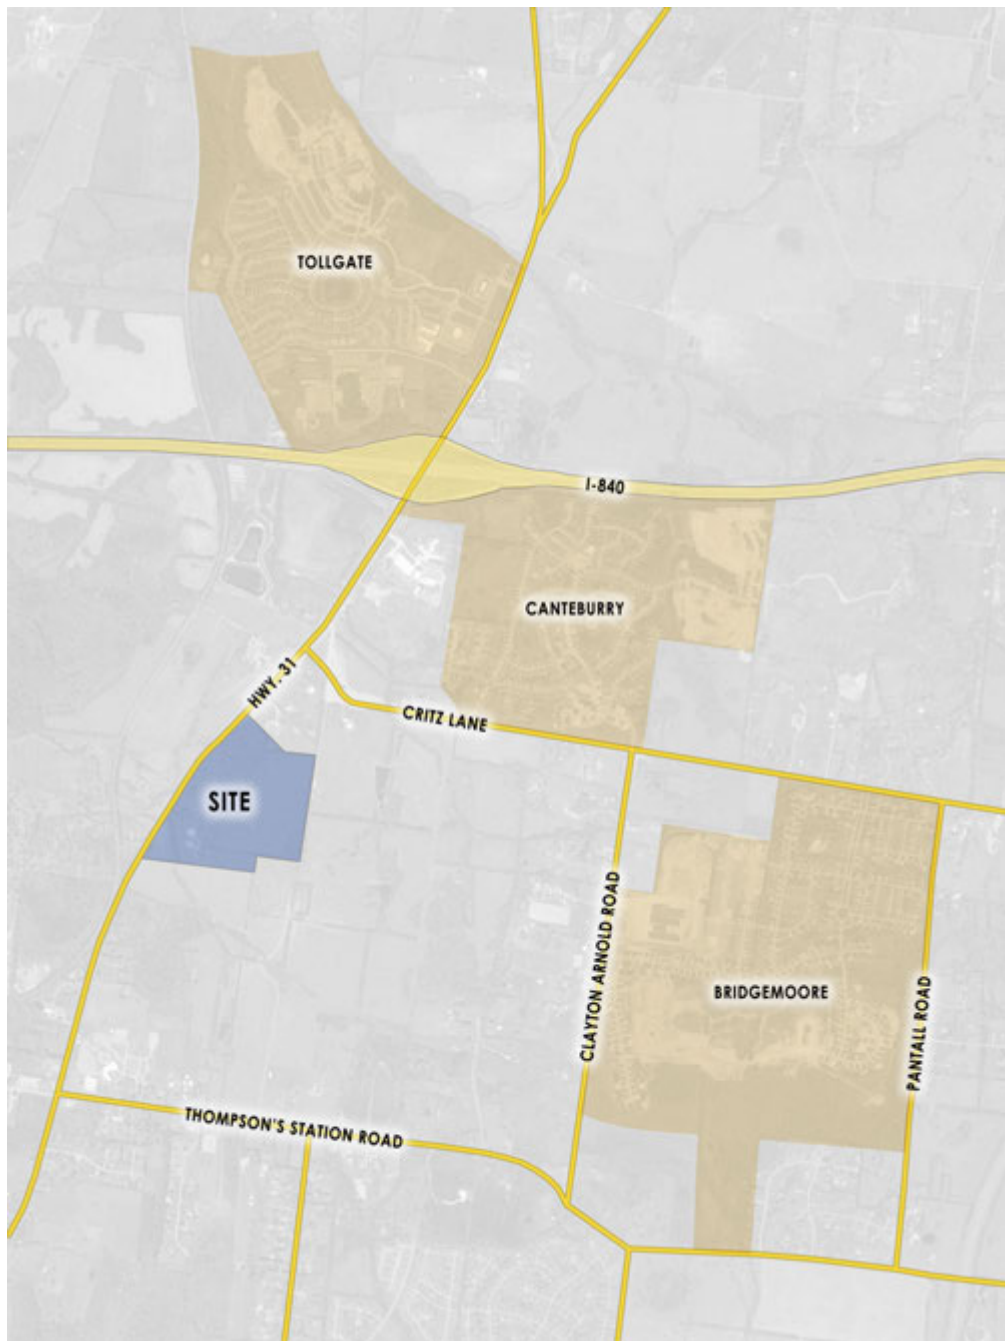 TOLLGATE
I-840
CANTEBURRY
HWY. 31
CRITZ LANE
SITE
CLAYTON ARNOLD ROAD
BRIDGEMOORE
PANTALL ROAD
THOMPSON'S STATION ROAD